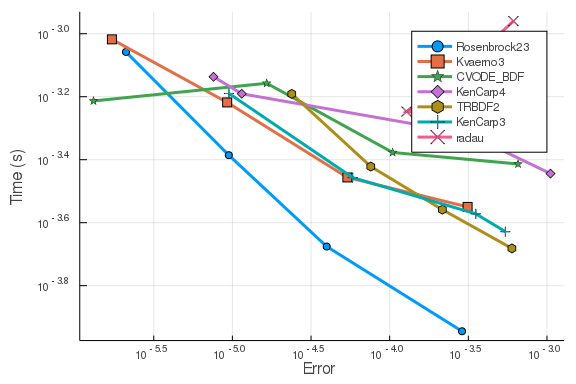 10^-3.0
10^-3.2
10^-3.4
10^-3.6
10^-3.8
Time (s)
Rosenbrock23
Kvaerno3
CVODE_BDF
KenCarp4
TRBDF2
KenCarp3
radau
10^-5.5
10^-5.0
10^-4.5
10^-4.0
10^-3.5
10^-3.0
Error